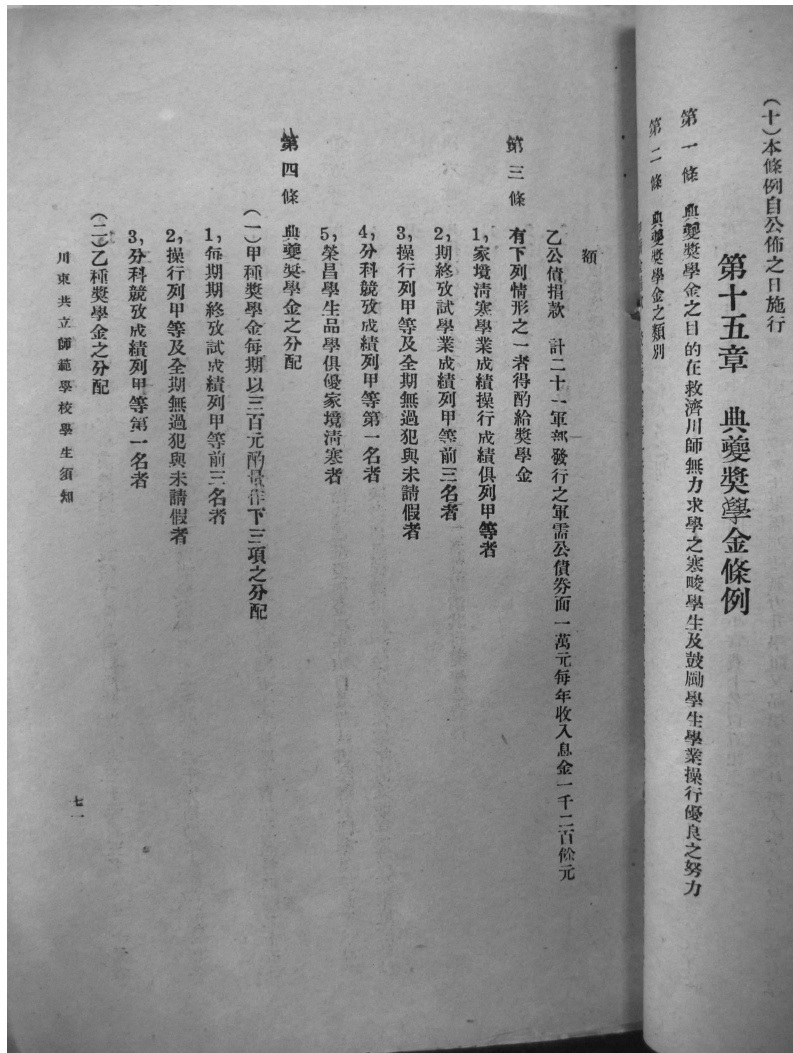 (十)本條例自公佈之日施行
第十五章　典夔獎學金條例
第一條　典夔獎學金之目的在救濟川師無力求學之寒畯學生及鼓勵學生學業操行優良之努力
第二條　典夔獎學金之類別
額
乙公債捐款　計二十一軍部發行之軍需公債劵面一萬元每年收入息金一千二百餘元
第三條　有下列情形之一者得酌給獎學金
1,家境清寒學業成績操行成績俱列甲等者
2,期終攷試學業成績列甲等前三名者
3,操行列甲等及全期無過犯與未請假者
4,分科競攷成績列甲等第一名者
5,榮昌學生品學俱優家境清寒者
第四條　典夔獎學金之分配
(一)甲種獎學金每期以三百元酌量作下三項之分配
1,每期期終攷試成績列甲等前三名者
2,操行列甲等及全期無過犯與未請假者
3,分科競攷成績列甲等第一名者
(二)乙種獎學金之分配
川東共立師範學校學生須知
七一